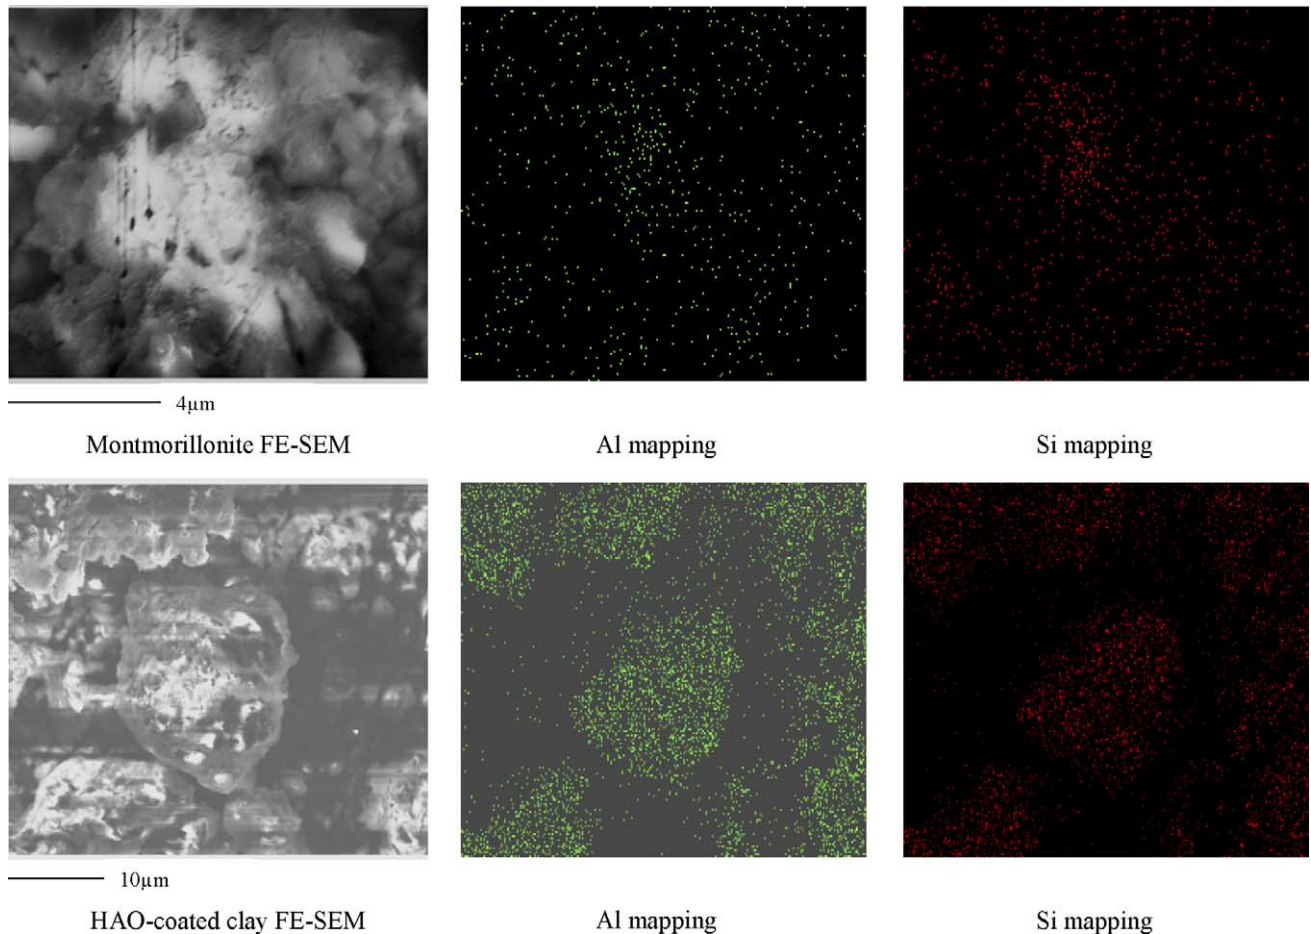 4µm
Montmorillonite FE-SEM
Al mapping
Si mapping
10µm
HAO-coated clay FE-SEM
Al mapping
Si mapping